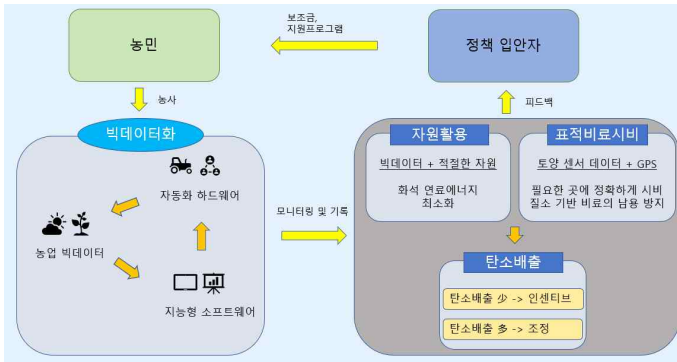 농민
보조금,
지원프로그램
정책 입안자
농사
피드백
빅데이터화
자동화 하드웨어
농업 빅데이터
지능형 소프트웨어
모니터링 및 기록
자원활용
빅데이터 + 적절한 자원
화석 연료에너지
최소화
표적비료시비
토양 센서 데이터 + GPS
필요한 곳에 정확하게 시비
질소 기반 비료의 남용 방지
탄소배출
탄소배출 少 -> 인센티브
탄소배출 多 -> 조정